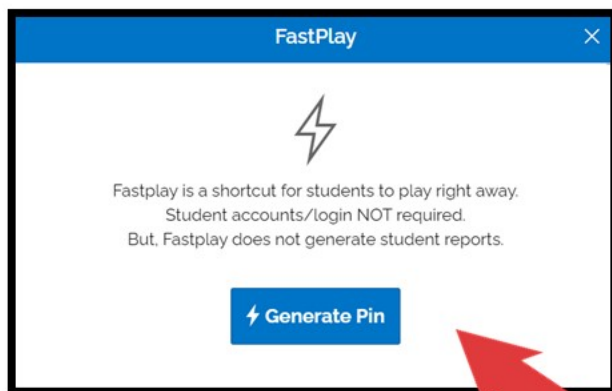 FastPlay
Fastplay is a shortcut for students to play right away.
Student accounts/login NOT required.
But, Fastplay does not generate student reports.
Generate Pin